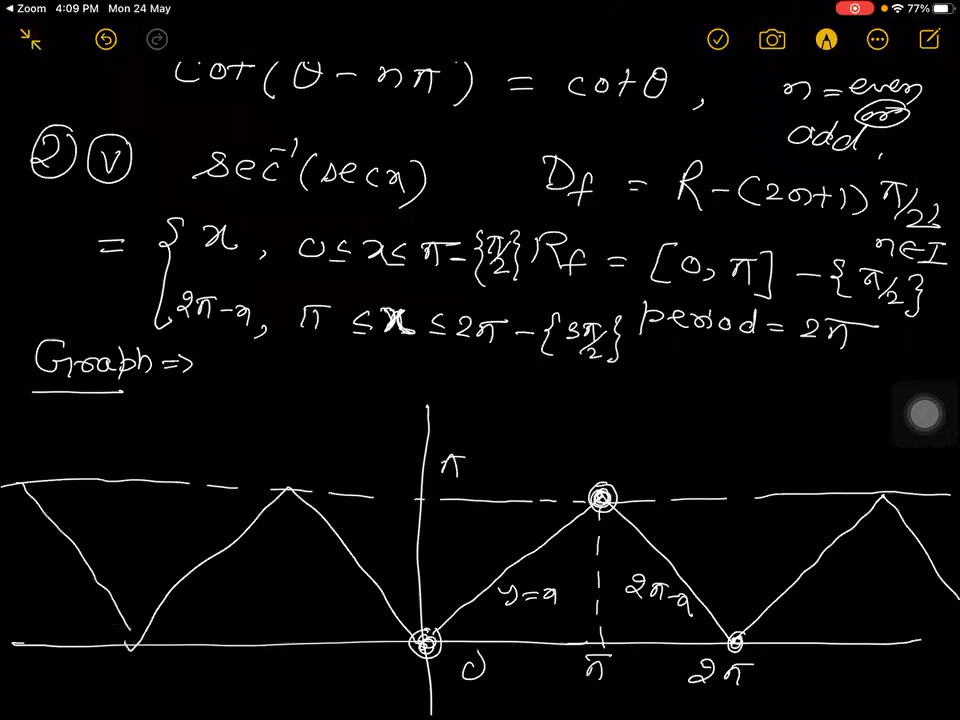 Zoom 4:09 PM Mon 24 May 77%
Cot(θ - nπ) = cotθ, n = even or odd.
2 V sec⁻¹(secx) Df = R - (2n+1) π/2, n∈I
= { x, 0 ≤ x ≤ π - {π/2} Rf = [0, π] - {π/2}
2π-x, π ≤ x ≤ 2π - {3π/2} period = 2π
Graph ⇒
π
y=x 2π-x
0 π 2π